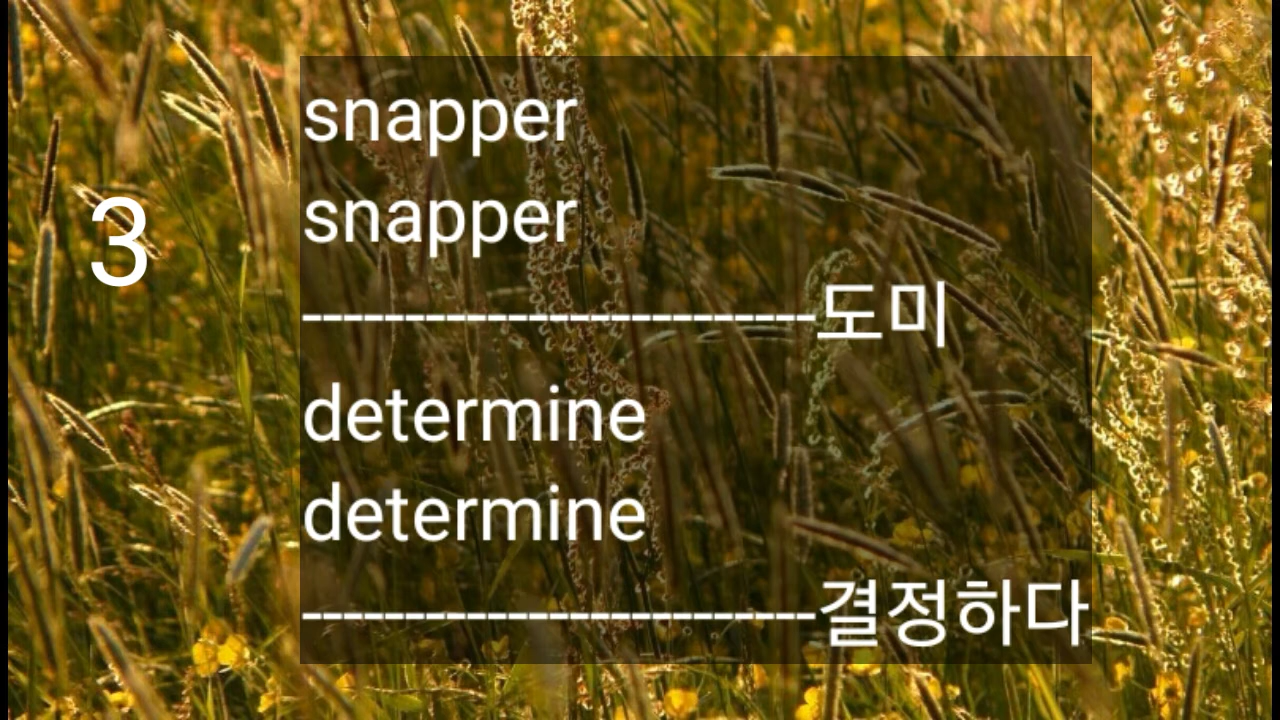 3
snapper
snapper
-------------------------도미
determine
determine
-------------------------결정하다